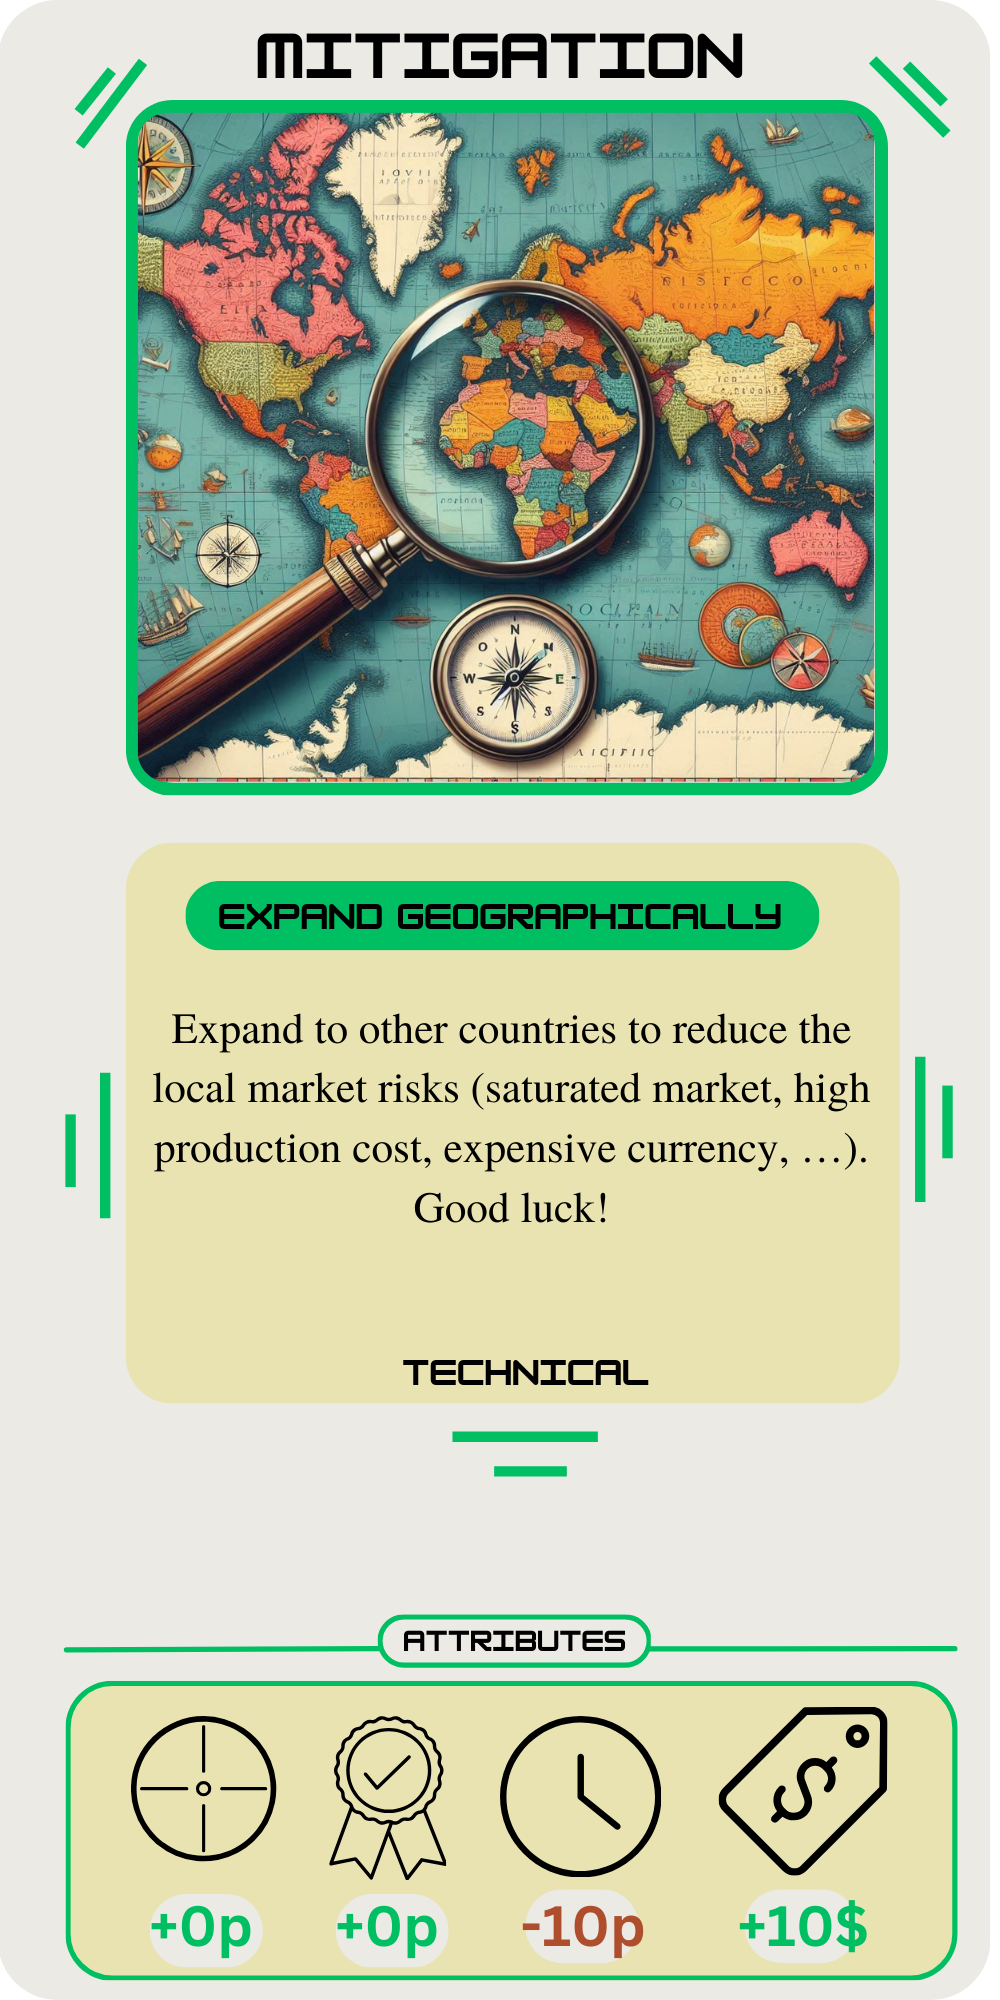 MITIGATION
N
O
N
W
E
S
S
S
EXPAND GEOGRAPHICALLY
Expand to other countries to reduce the
local market risks (saturated market, high
production cost, expensive currency, …).
Good luck!
TECHNICAL
ATTRIBUTES
+0p +0p -10p +10$